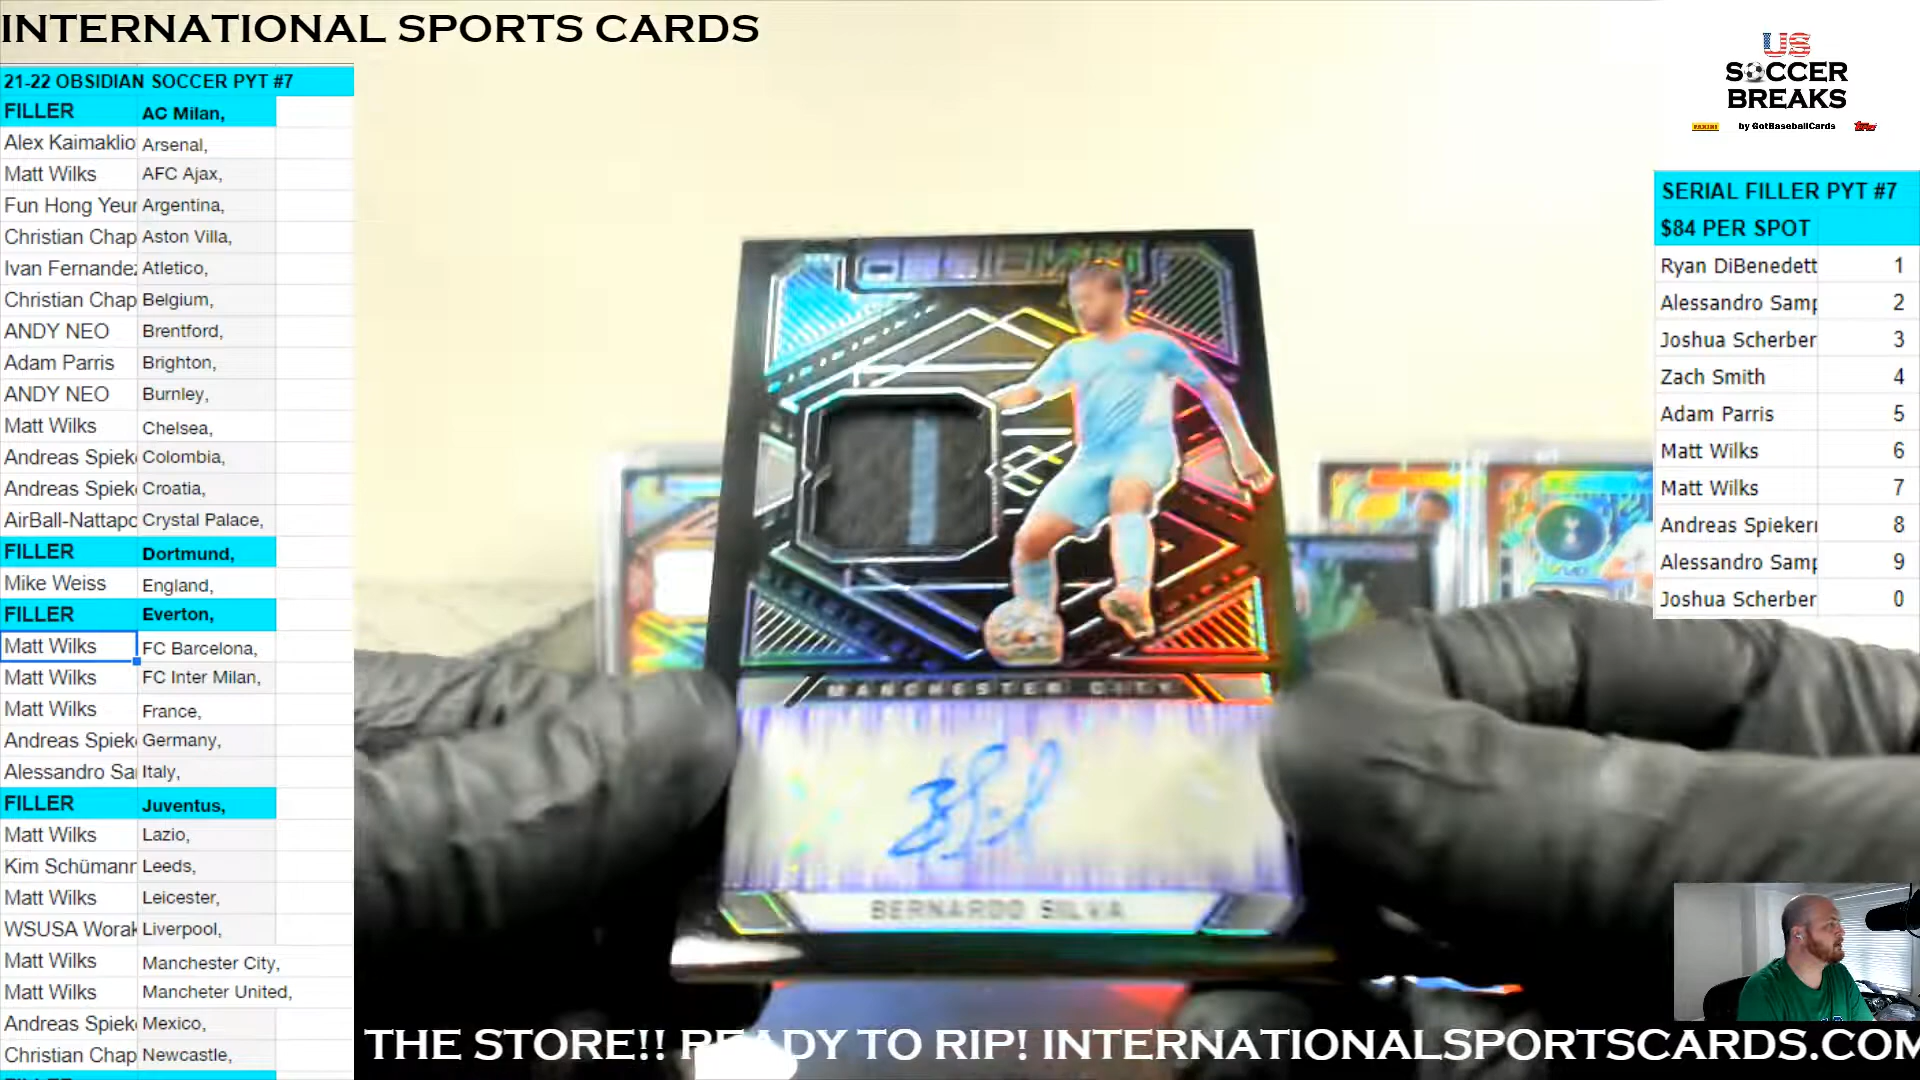 INTERNATIONAL SPORTS CARDS
21-22 OBSIDIAN SOCCER PYT #7
FILLER AC Milan,
Alex Kaimaklio Arsenal,
Matt Wilks AFC Ajax,
Fun Hong Yeur Argentina,
Christian Chap Aston Villa,
Ivan Fernandez Atletico,
Christian Chap Belgium,
ANDY NEO Brentford,
Adam Parris Brighton,
ANDY NEO Burnley,
Matt Wilks Chelsea,
Andreas Spiek Colombia,
Andreas Spiek Croatia,
AirBall-Nattapo Crystal Palace,
FILLER Dortmund,
Mike Weiss England,
FILLER Everton,
Matt Wilks FC Barcelona,
Matt Wilks FC Inter Milan,
Matt Wilks France,
Andreas Spiek Germany,
Alessandro Sa Italy,
FILLER Juventus,
Matt Wilks Lazio,
Kim Schümann Leeds,
Matt Wilks Leicester,
WSUSA Worak Liverpool,
Matt Wilks Manchester City,
Matt Wilks Mancheter United,
Andreas Spiek Mexico,
Christian Chap Newcastle,
MANCHESTER CITY
BERNARDO SILVA
US
SOCCER
BREAKS
PANINI by GotBaseballCards Topps
SERIAL FILLER PYT #7
$84 PER SPOT
Ryan DiBenedett 1
Alessandro Samp 2
Joshua Scherber 3
Zach Smith 4
Adam Parris 5
Matt Wilks 6
Matt Wilks 7
Andreas Spieker 8
Alessandro Samp 9
Joshua Scherber 0
THE STORE!! READY TO RIP! INTERNATIONALSPORTSCARDS.COM